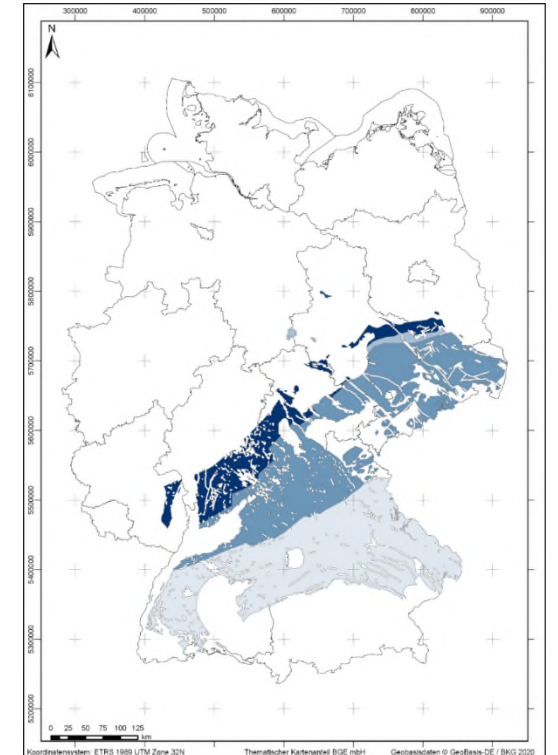 300000 400000 500000 600000 700000 800000 900000
N
6100000
6000000
5900000
5800000
5700000
5600000
5500000
5400000
5300000
5200000
0 25 50 75 100 125
km
Koordinatensystem: ETRS 1989 UTM Zone 32N Thematischer Kartenanteil BGE mbH Geobasisdaten © GeoBasis-DE / BKG 2020